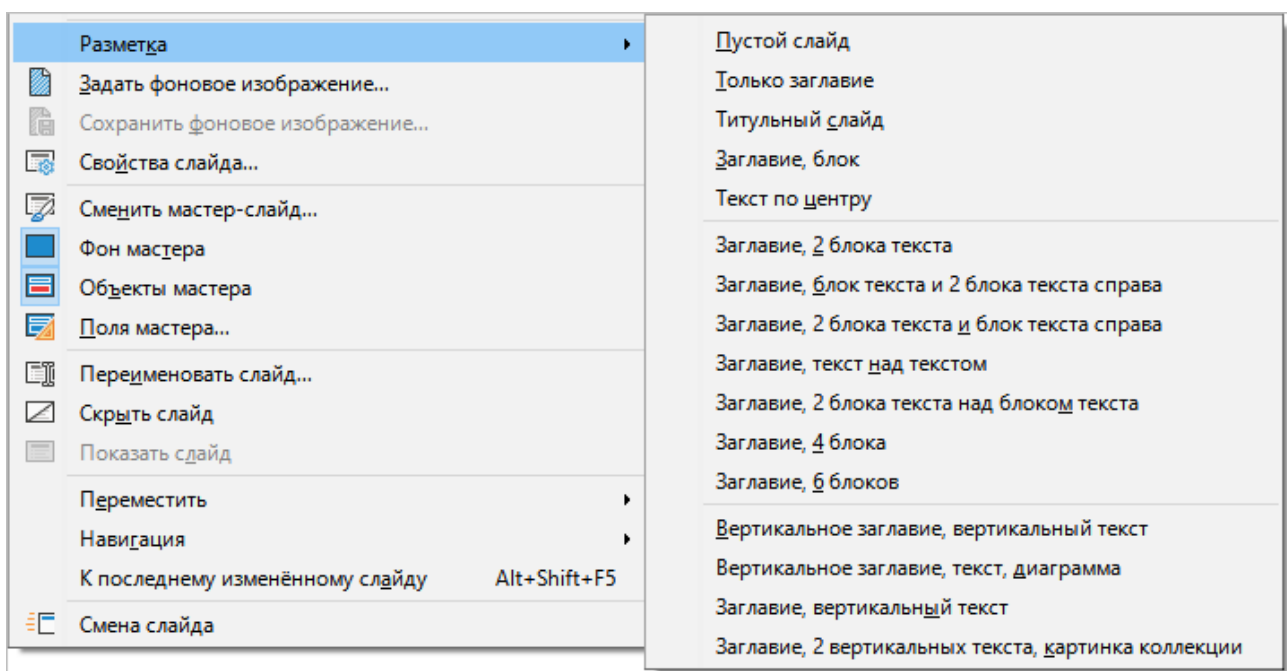 Разметка
Задать фоновое изображение...
Сохранить фоновое изображение...
Свойства слайда...
Сменить мастер-слайд...
Фон мастера
Объекты мастера
Поля мастера...
Переименовать слайд...
Скрыть слайд
Показать слайд
Переместить
Навигация
К последнему изменённому слайду Alt+Shift+F5
Смена слайда
Пустой слайд
Только заглавие
Титульный слайд
Заглавие, блок
Текст по центру
Заглавие, 2 блока текста
Заглавие, блок текста и 2 блока текста справа
Заглавие, 2 блока текста и блок текста справа
Заглавие, текст над текстом
Заглавие, 2 блока текста над блоком текста
Заглавие, 4 блока
Заглавие, 6 блоков
Вертикальное заглавие, вертикальный текст
Вертикальное заглавие, текст, диаграмма
Заглавие, вертикальный текст
Заглавие, 2 вертикальных текста, картинка коллекции